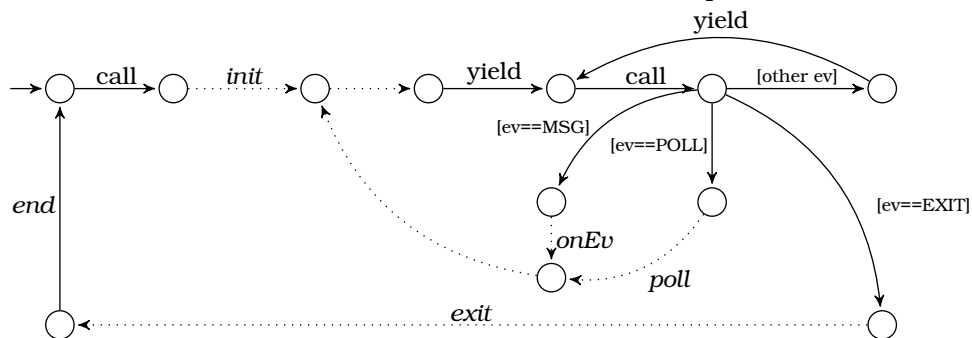 yield
call
init
yield
call
[other ev]
[ev==MSG]
[ev==POLL]
end
[ev==EXIT]
onEv
poll
exit